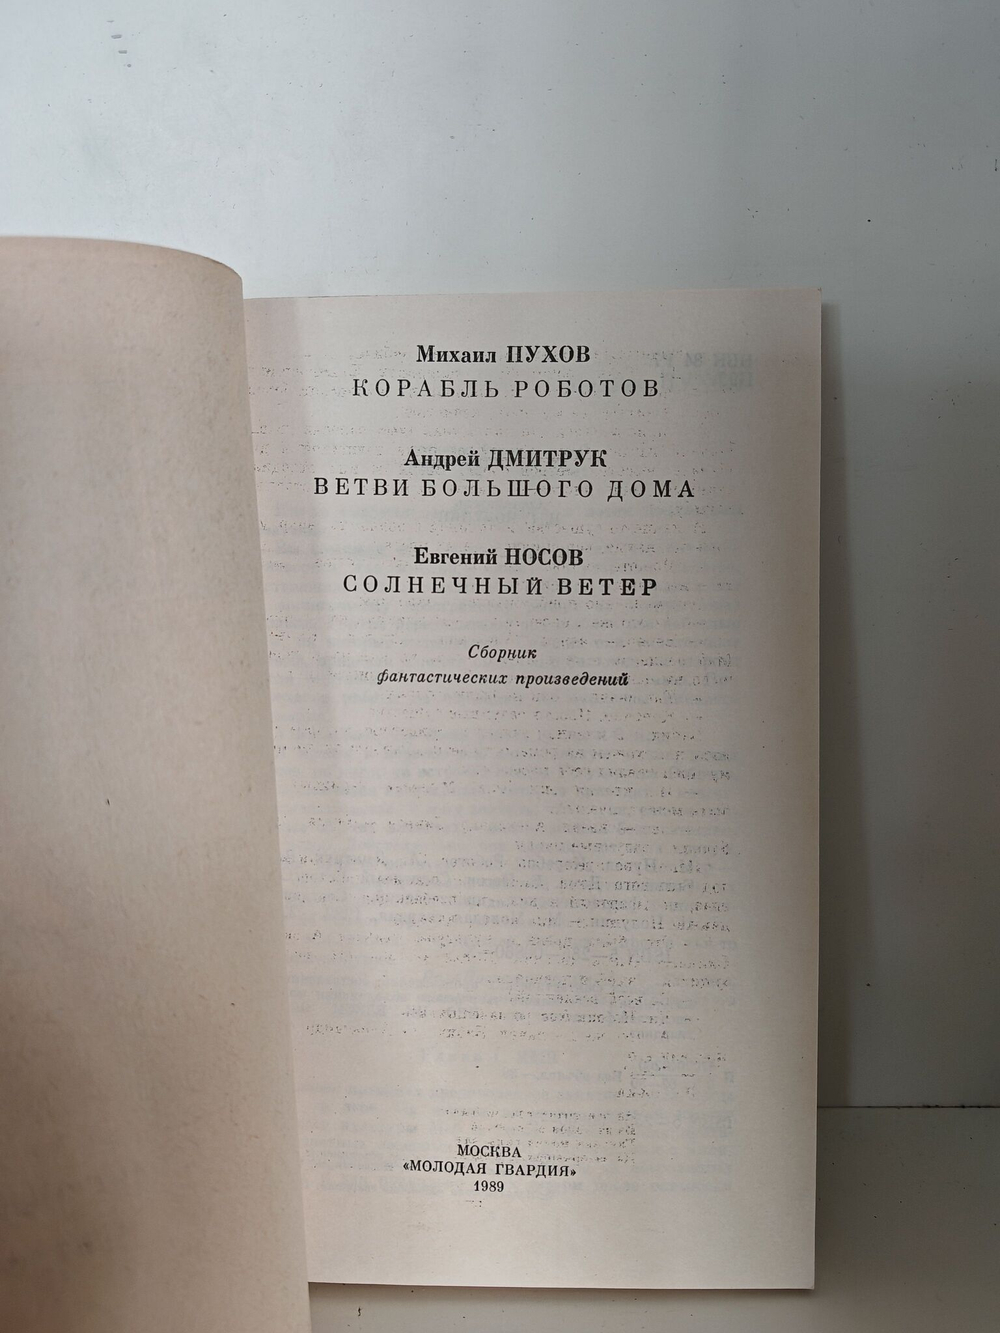 Михаил ПУХОВ
КОРАБЛЬ РОБОТОВ
Андрей ДМИТРУК
ВЕТВИ БОЛЬШОГО ДОМА
Евгений НОСОВ
СОЛНЕЧНЫЙ ВЕТЕР
Сборник
фантастических произведений
МОСКВА
«МОЛОДАЯ ГВАРДИЯ»
1989